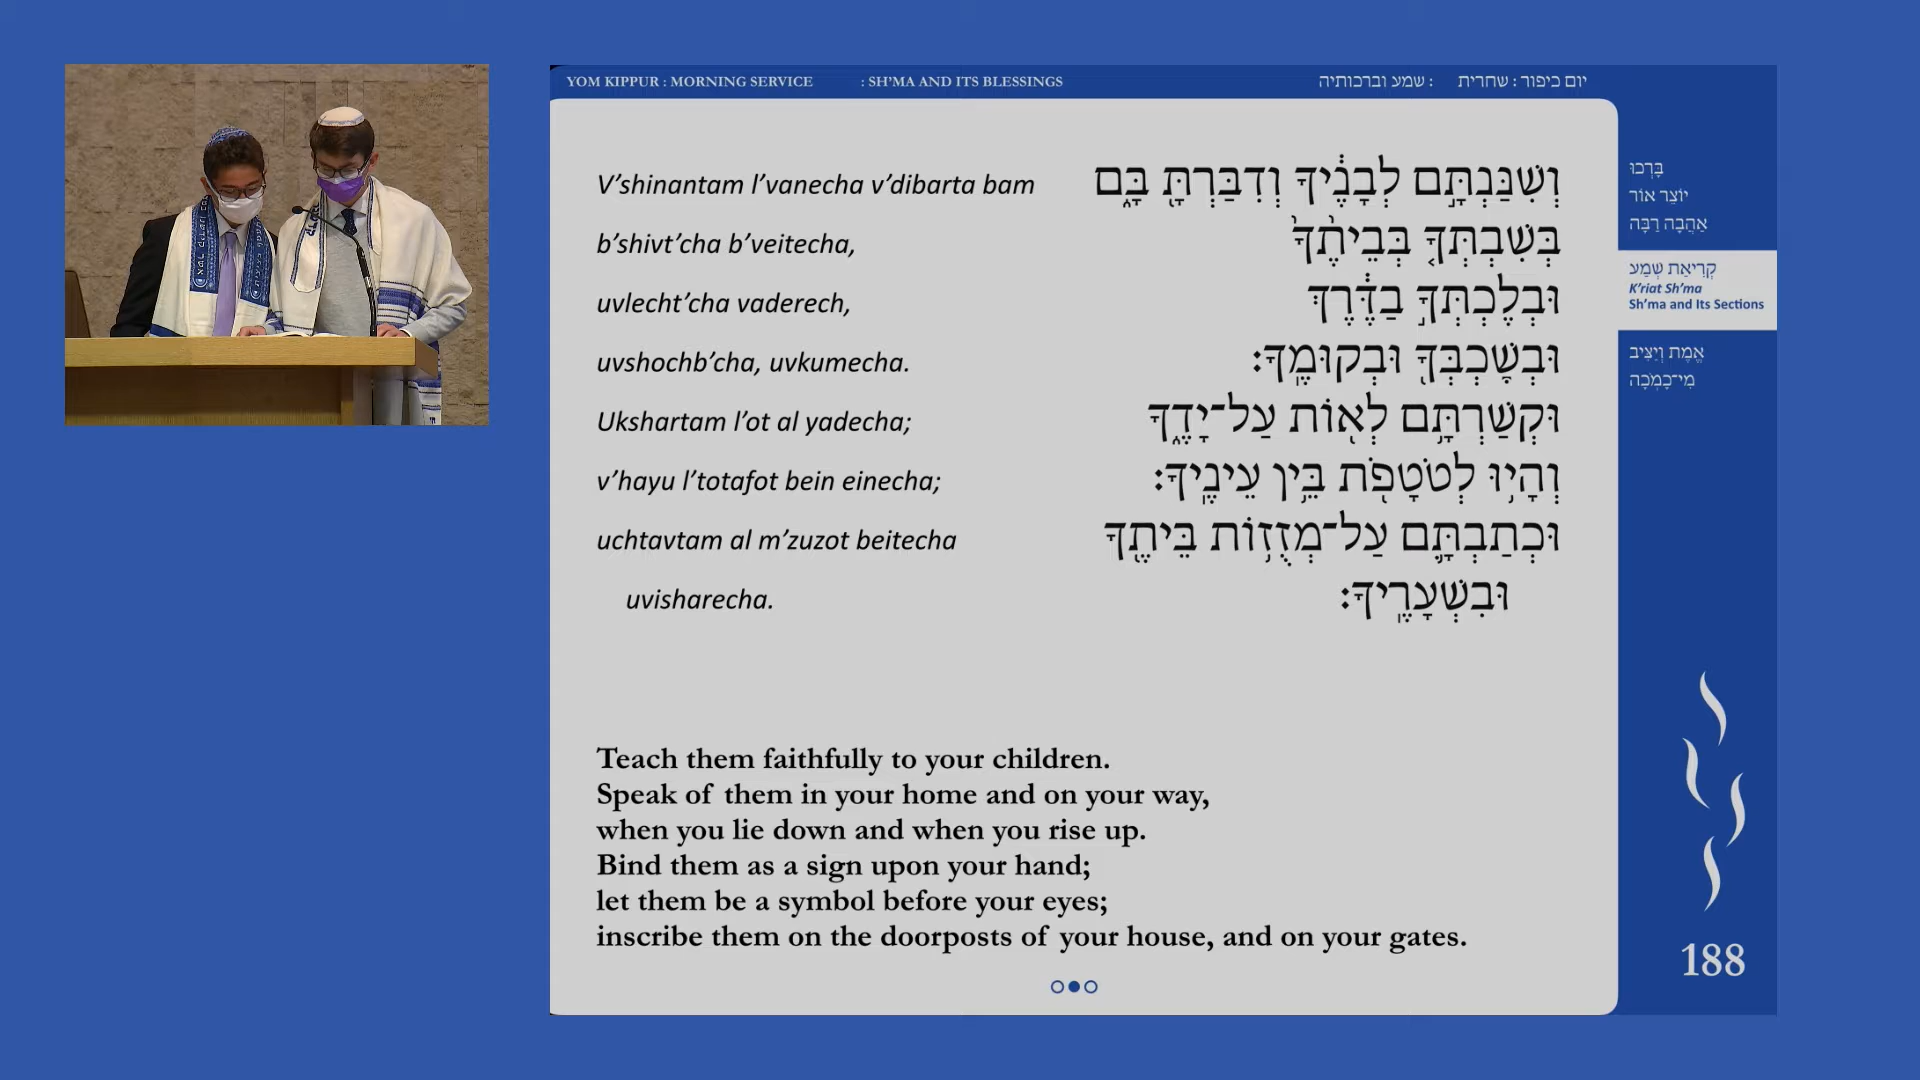 YOM KIPPUR : MORNING SERVICE : SH'MA AND ITS BLESSINGS
יום כיפור : שחרית : שמע וברכותיה
V'shinantam l'vanecha v'dibarta bam
b'shivt'cha b'veitecha,
uvlecht'cha vaderech,
uvshochb'cha, uvkumecha.
Ukshartam l'ot al yadecha;
v'hayu l'totafot bein einecha;
uchtavtam al m'zuzot beitecha
uvisharecha.
וְשִׁנַּנְתָּ֣ם לְבָנֶ֔יךָ וְדִבַּרְתָּ֖ בָּ֑ם
בְּשִׁבְתְּךָ֤ בְּבֵיתֶ֙ךָ֙
וּבְלֶכְתְּךָ֣ בַדֶּ֔רֶךְ
וּֽבְשָׁכְבְּךָ֖ וּבְקוּמֶֽךָ׃
וּקְשַׁרְתָּ֥ם לְא֖וֹת עַל־יָדֶ֑ךָ
וְהָי֥וּ לְטֹטָפֹ֖ת בֵּ֥ין עֵינֶֽיךָ׃
וּכְתַבְתָּ֛ם עַל־מְזֻז֥וֹת בֵּיתֶ֖ךָ
וּבִשְׁעָרֶֽיךָ׃
Teach them faithfully to your children.
Speak of them in your home and on your way,
when you lie down and when you rise up.
Bind them as a sign upon your hand;
let them be a symbol before your eyes;
inscribe them on the doorposts of your house, and on your gates.
בָּרְכוּ
יוֹצֵר אוֹר
אַהֲבָה רַבָּה
קְרִיאַת שְׁמַע
K'riat Sh'ma
Sh'ma and Its Sections
אֱמֶת וְיַצִּיב
מִי־כָמְכָה
188